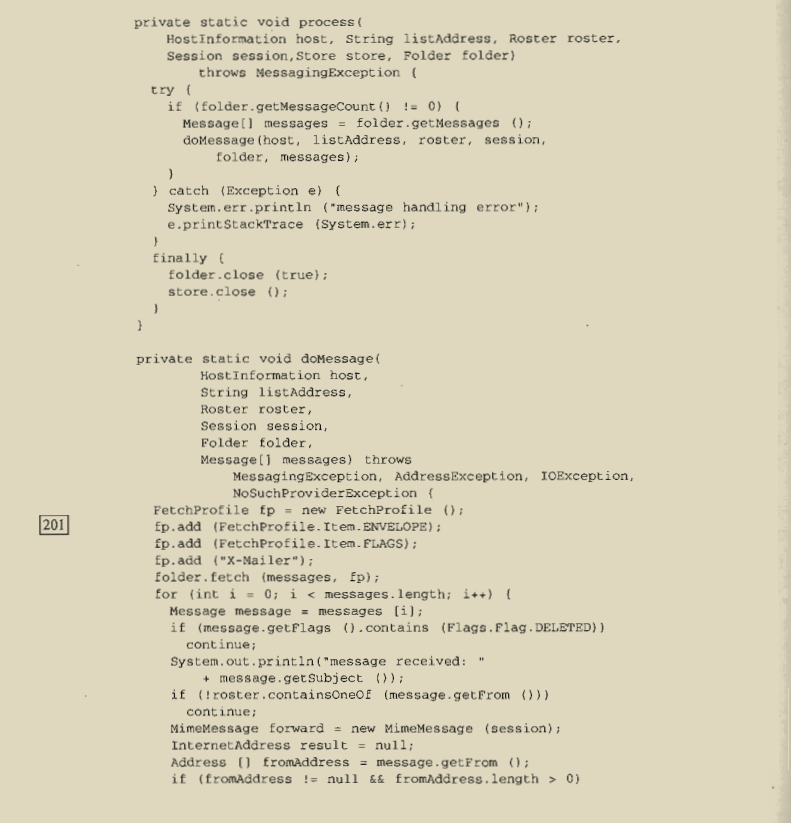 private static void process(
HostInformation host, String listAddress, Roster roster,
Session session,Store store, Folder folder)
throws MessagingException {
try {
if (folder.getMessageCount() != 0) {
Message[] messages = folder.getMessages ();
doMessage(host, listAddress, roster, session,
folder, messages);
}
} catch (Exception e) {
System.err.println ("message handling error");
e.printStackTrace (System.err);
}
finally {
folder.close (true);
store.close ();
}
}
private static void doMessage(
HostInformation host,
String listAddress,
Roster roster,
Session session,
Folder folder,
Message[] messages) throws
MessagingException, AddressException, IOException,
NoSuchProviderException {
FetchProfile fp = new FetchProfile ();
201
fp.add (FetchProfile.Item.ENVELOPE);
fp.add (FetchProfile.Item.FLAGS);
fp.add ("X-Mailer");
folder.fetch (messages, fp);
for (int i = 0; i < messages.length; i++) {
Message message = messages [i];
if (message.getFlags ().contains (Flags.Flag.DELETED))
continue;
System.out.println("message received: "
+ message.getSubject ());
if (!roster.containsOneOf (message.getFrom ()))
continue;
MimeMessage forward = new MimeMessage (session);
InternetAddress result = null;
Address [] fromAddress = message.getFrom ();
if (fromAddress != null && fromAddress.length > 0)